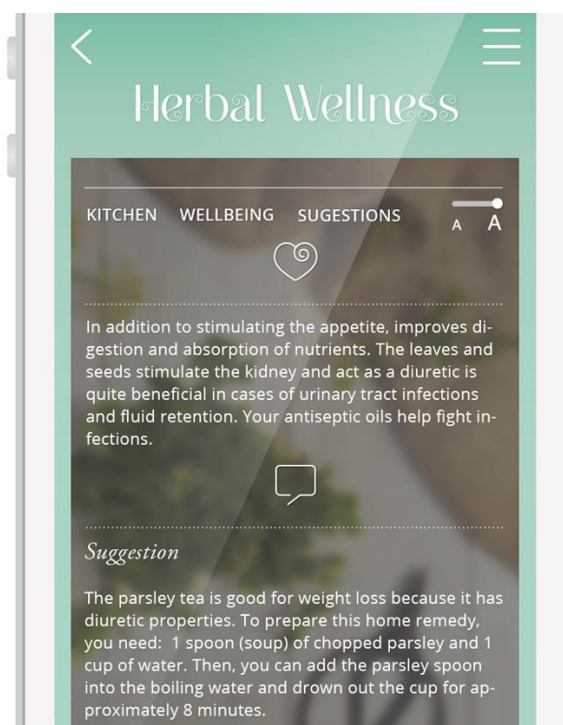 Herbal Wellness
KITCHEN WELLBEING SUGESTIONS A A
In addition to stimulating the appetite, improves di-
gestion and absorption of nutrients. The leaves and
seeds stimulate the kidney and act as a diuretic is
quite beneficial in cases of urinary tract infections
and fluid retention. Your antiseptic oils help fight in-
fections.
Suggestion
The parsley tea is good for weight loss because it has
diuretic properties. To prepare this home remedy,
you need:  1 spoon (soup) of chopped parsley and 1
cup of water. Then, you can add the parsley spoon
into the boiling water and drown out the cup for ap-
proximately 8 minutes.